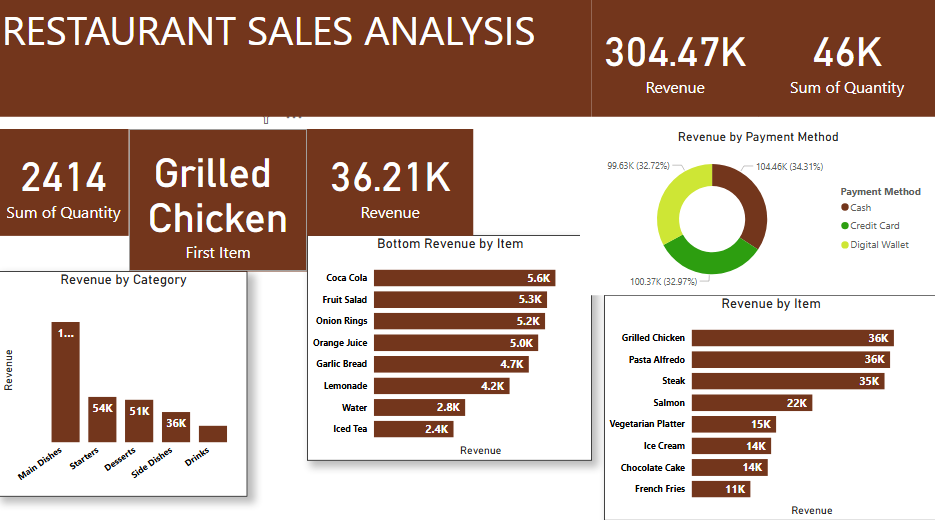 RESTAURANT SALES ANALYSIS
304.47K
Revenue
46K
Sum of Quantity
2414
Sum of Quantity
Grilled
Chicken
First Item
36.21K
Revenue
Revenue by Payment Method
99.63K (32.72%)
104.46K (34.31%)
100.37K (32.97%)
Payment Method
Cash
Credit Card
Digital Wallet
Revenue by Category
Revenue
1...
54K
51K
36K
Main Dishes
Starters
Desserts
Side Dishes
Drinks
Bottom Revenue by Item
Coca Cola 5.6K
Fruit Salad 5.3K
Onion Rings 5.2K
Orange Juice 5.0K
Garlic Bread 4.7K
Lemonade 4.2K
Water 2.8K
Iced Tea 2.4K
Revenue
Revenue by Item
Grilled Chicken 36K
Pasta Alfredo 36K
Steak 35K
Salmon 22K
Vegetarian Platter 15K
Ice Cream 14K
Chocolate Cake 14K
French Fries 11K
Revenue